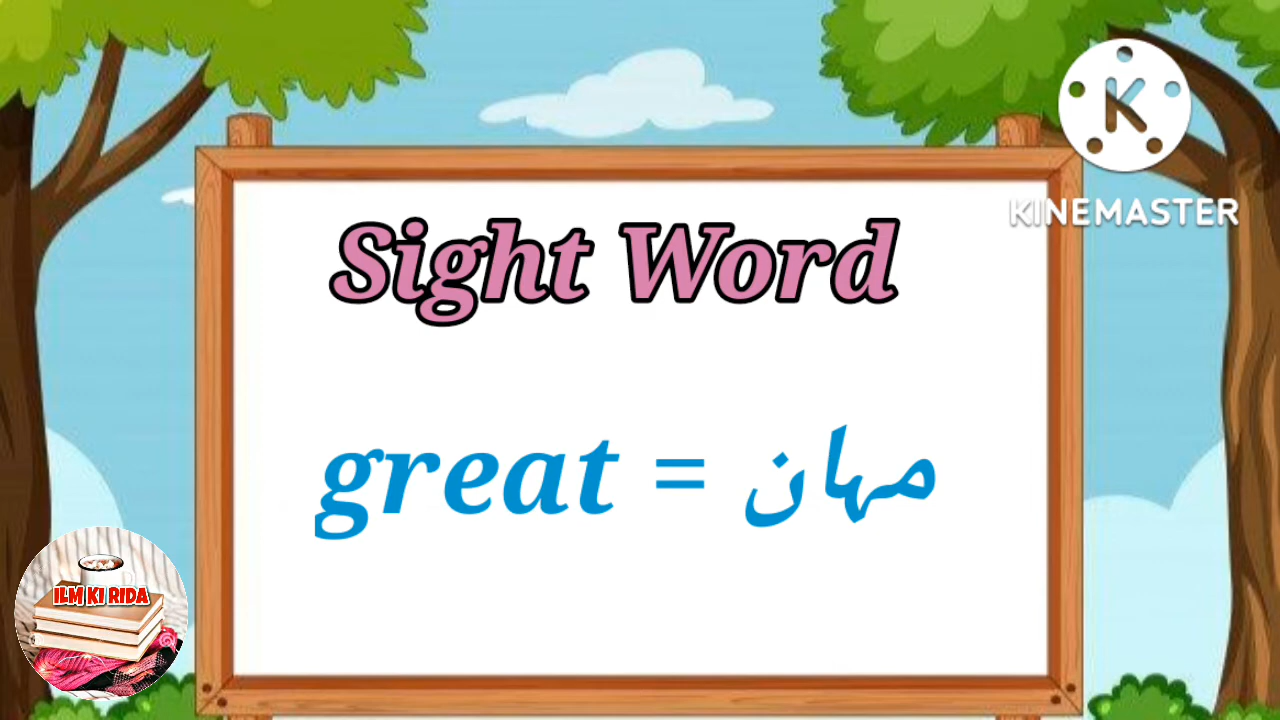 K
KINEMASTER
Sight Word
great = مہان
ILM KI RIDA